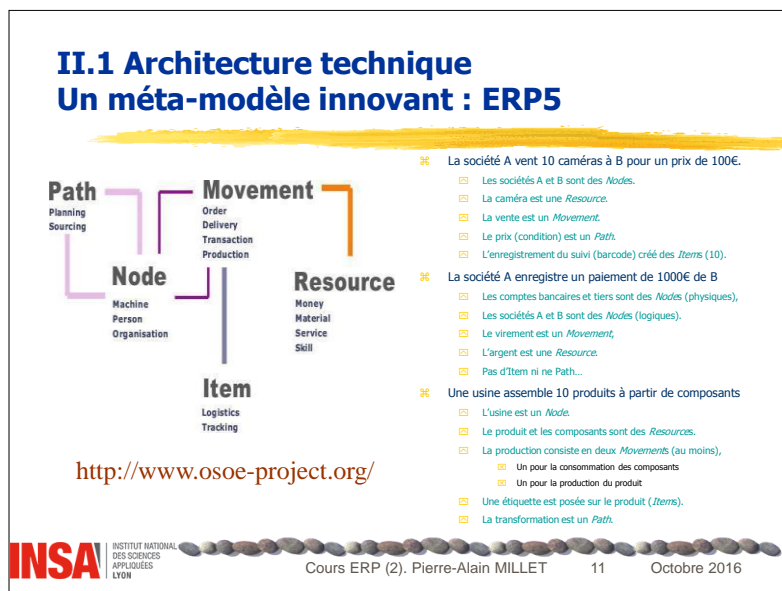 II.1 Architecture technique
Un méta-modèle innovant : ERP5
Path
Planning
Sourcing
Movement
Order
Delivery
Transaction
Production
Node
Machine
Person
Organisation
Resource
Money
Material
Service
Skill
Item
Logistics
Tracking
http://www.osoe-project.org/
La société A vent 10 caméras à B pour un prix de 100€.
Les sociétés A et B sont des Nodes.
La caméra est une Resource.
La vente est un Movement.
Le prix (condition) est un Path.
L'enregistrement du suivi (barcode) créé des Items (10).
La société A enregistre un paiement de 1000€ de B
Les comptes bancaires et tiers sont des Nodes (physiques),
Les sociétés A et B sont des Nodes (logiques).
Le virement est un Movement,
L'argent est une Resource.
Pas d'Item ni ne Path…
Une usine assemble 10 produits à partir de composants
L'usine est un Node.
Le produit et les composants sont des Resources.
La production consiste en deux Movements (au moins),
Un pour la consommation des composants
Un pour la production du produit
Une étiquette est posée sur le produit (Items).
La transformation est un Path.
INSA
INSTITUT NATIONAL
DES SCIENCES
APPLIQUÉES
LYON
Cours ERP (2). Pierre-Alain MILLET 11 Octobre 2016